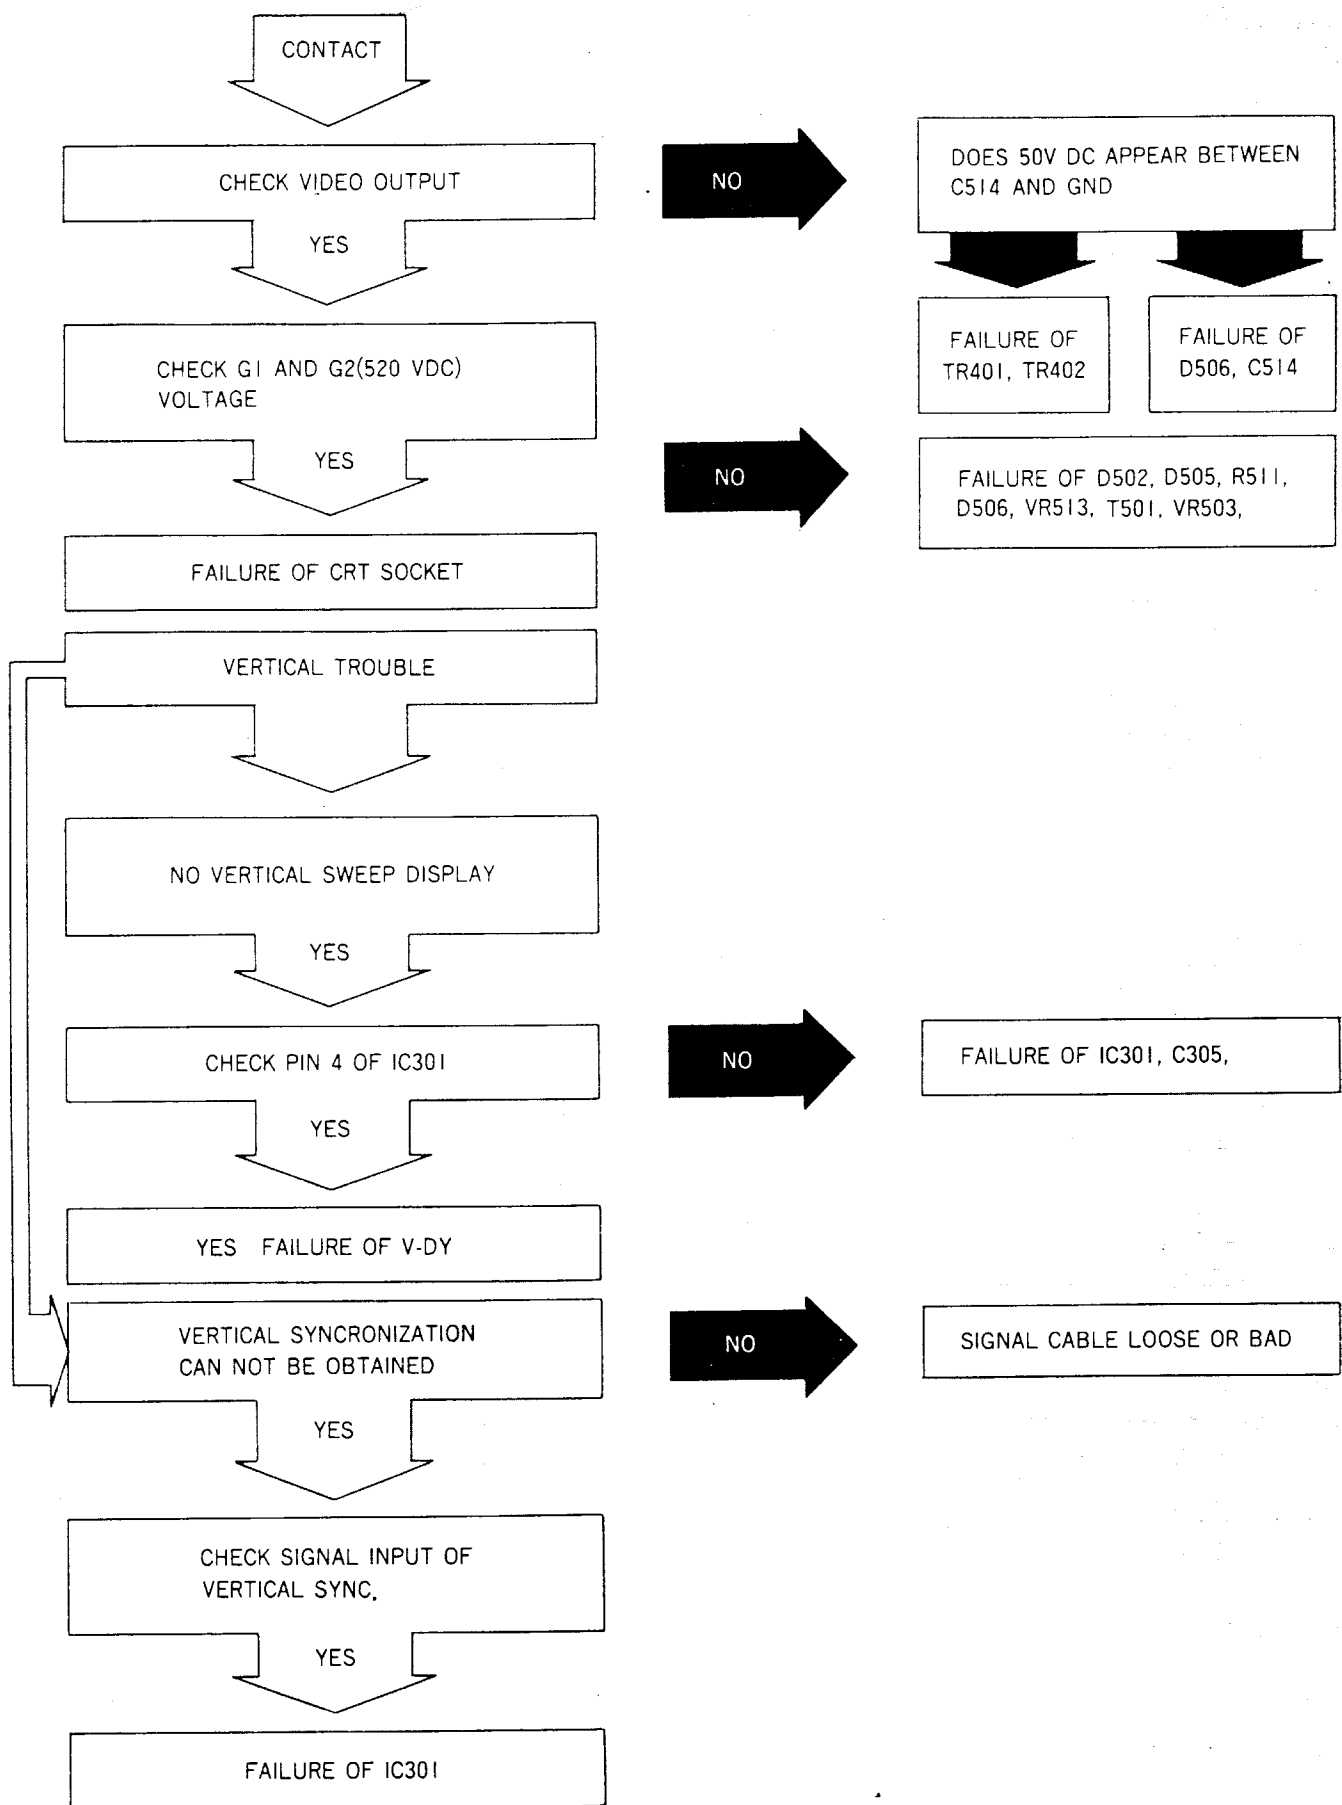 CONTACT
CHECK VIDEO OUTPUT
NO
DOES 50V DC APPEAR BETWEEN
C514 AND GND
YES
FAILURE OF
TR401, TR402
FAILURE OF
D506, C514
CHECK G1 AND G2(520 VDC)
VOLTAGE
YES
NO
FAILURE OF D502, D505, R511,
D506, VR513, T501, VR503,
FAILURE OF CRT SOCKET
VERTICAL TROUBLE
NO VERTICAL SWEEP DISPLAY
YES
CHECK PIN 4 OF IC301
NO
FAILURE OF IC301, C305,
YES
YES FAILURE OF V-DY
VERTICAL SYNCRONIZATION
CAN NOT BE OBTAINED
NO
SIGNAL CABLE LOOSE OR BAD
YES
CHECK SIGNAL INPUT OF
VERTICAL SYNC.
YES
FAILURE OF IC301